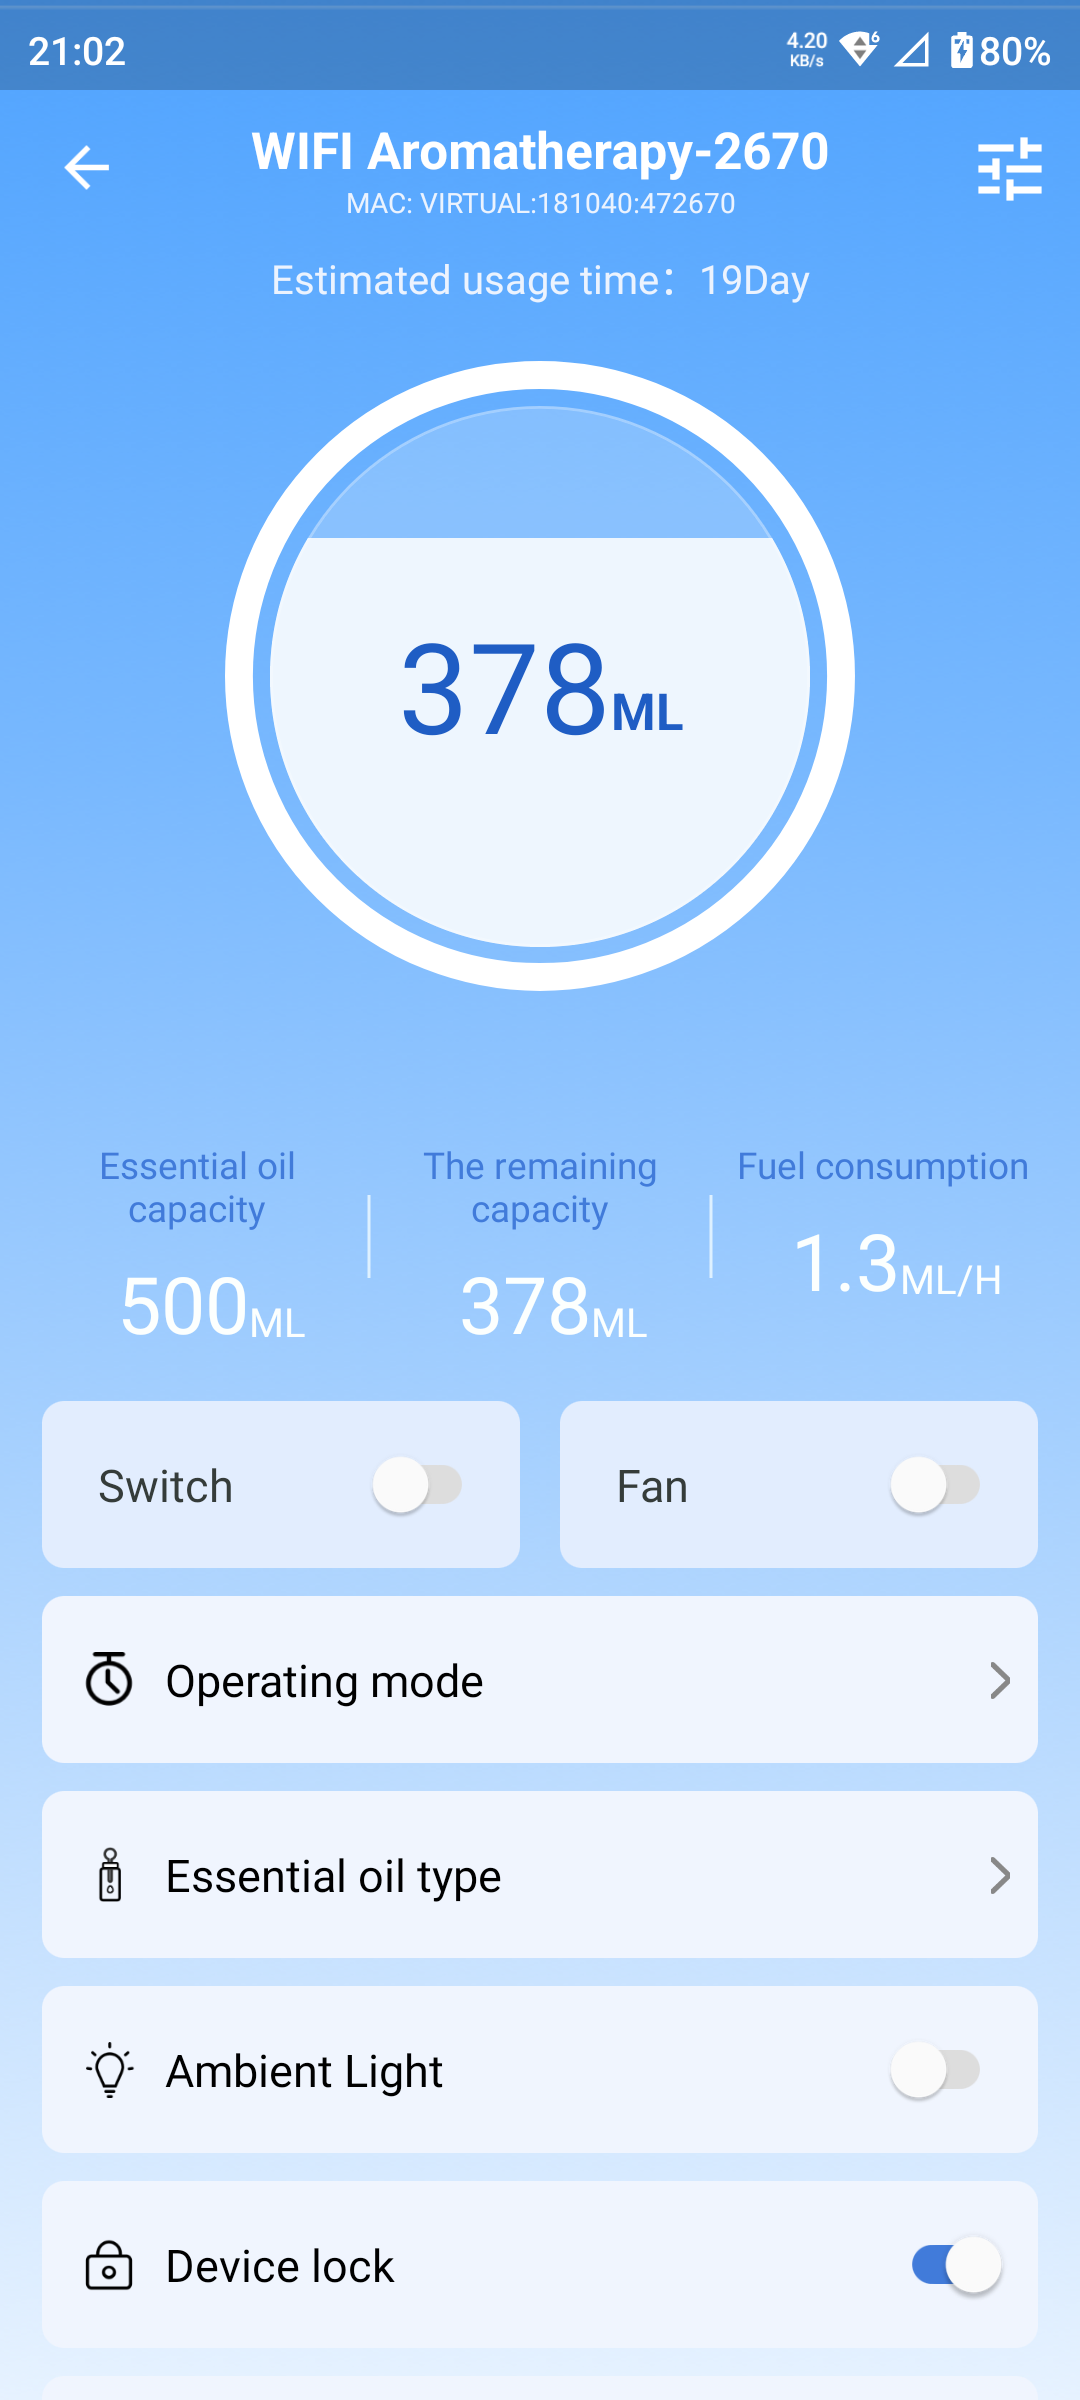 21:02
4.20
KB/s
6
80%
WIFI Aromatherapy-2670
MAC: VIRTUAL:181040:472670
Estimated usage time：19Day
378ML
Essential oil
capacity
500ML
The remaining
capacity
378ML
Fuel consumption
1.3ML/H
Switch
Fan
Operating mode
Essential oil type
Ambient Light
Device lock